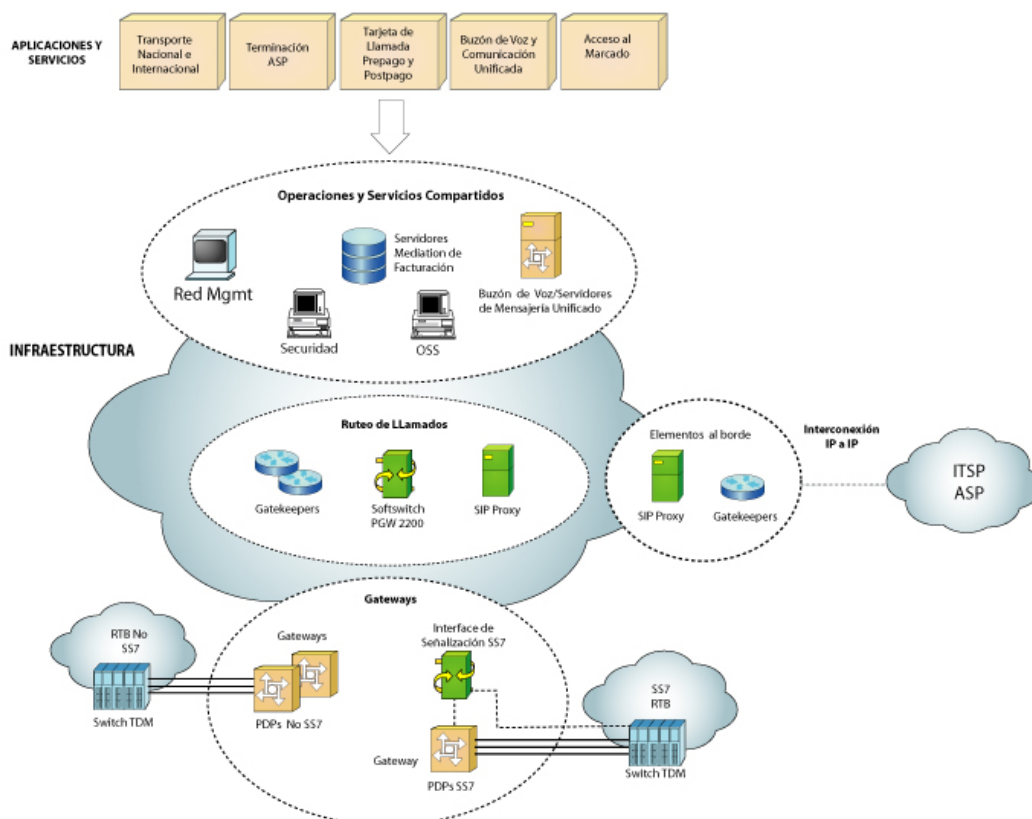 APLICACIONES Y
SERVICIOS
Transporte
Nacional e
Internacional
Terminación
ASP
Tarjeta de
Llamada
Prepago y
Postpago
Buzón de Voz y
Comunicación
Unificada
Acceso al
Marcado
Operaciones y Servicios Compartidos
Red Mgmt
Servidores
Mediation de
Facturación
Buzón de Voz/Servidores
de Mensajería Unificado
Securidad
OSS
INFRAESTRUCTURA
Ruteo de LLamados
Gatekeepers
Softswitch
PGW 2200
SIP Proxy
Elementos al borde
SIP Proxy
Gatekeepers
Interconexión
IP a IP
ITSP
ASP
Gateways
RTB No
SS7
Switch TDM
Gateways
PDPs No SS7
Interface de
Señalización SS7
Gateway
PDPs SS7
SS7
RTB
Switch TDM